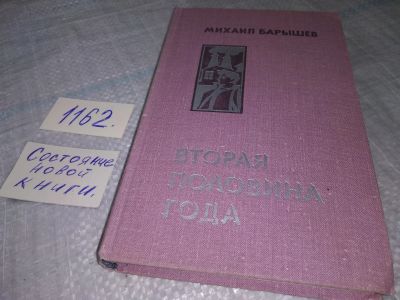 МИХАИЛ БАРЫШЕВ
ВТОРАЯ
ПОЛОВИНА
ГОДА
1162.
Состояние
новой
книги.